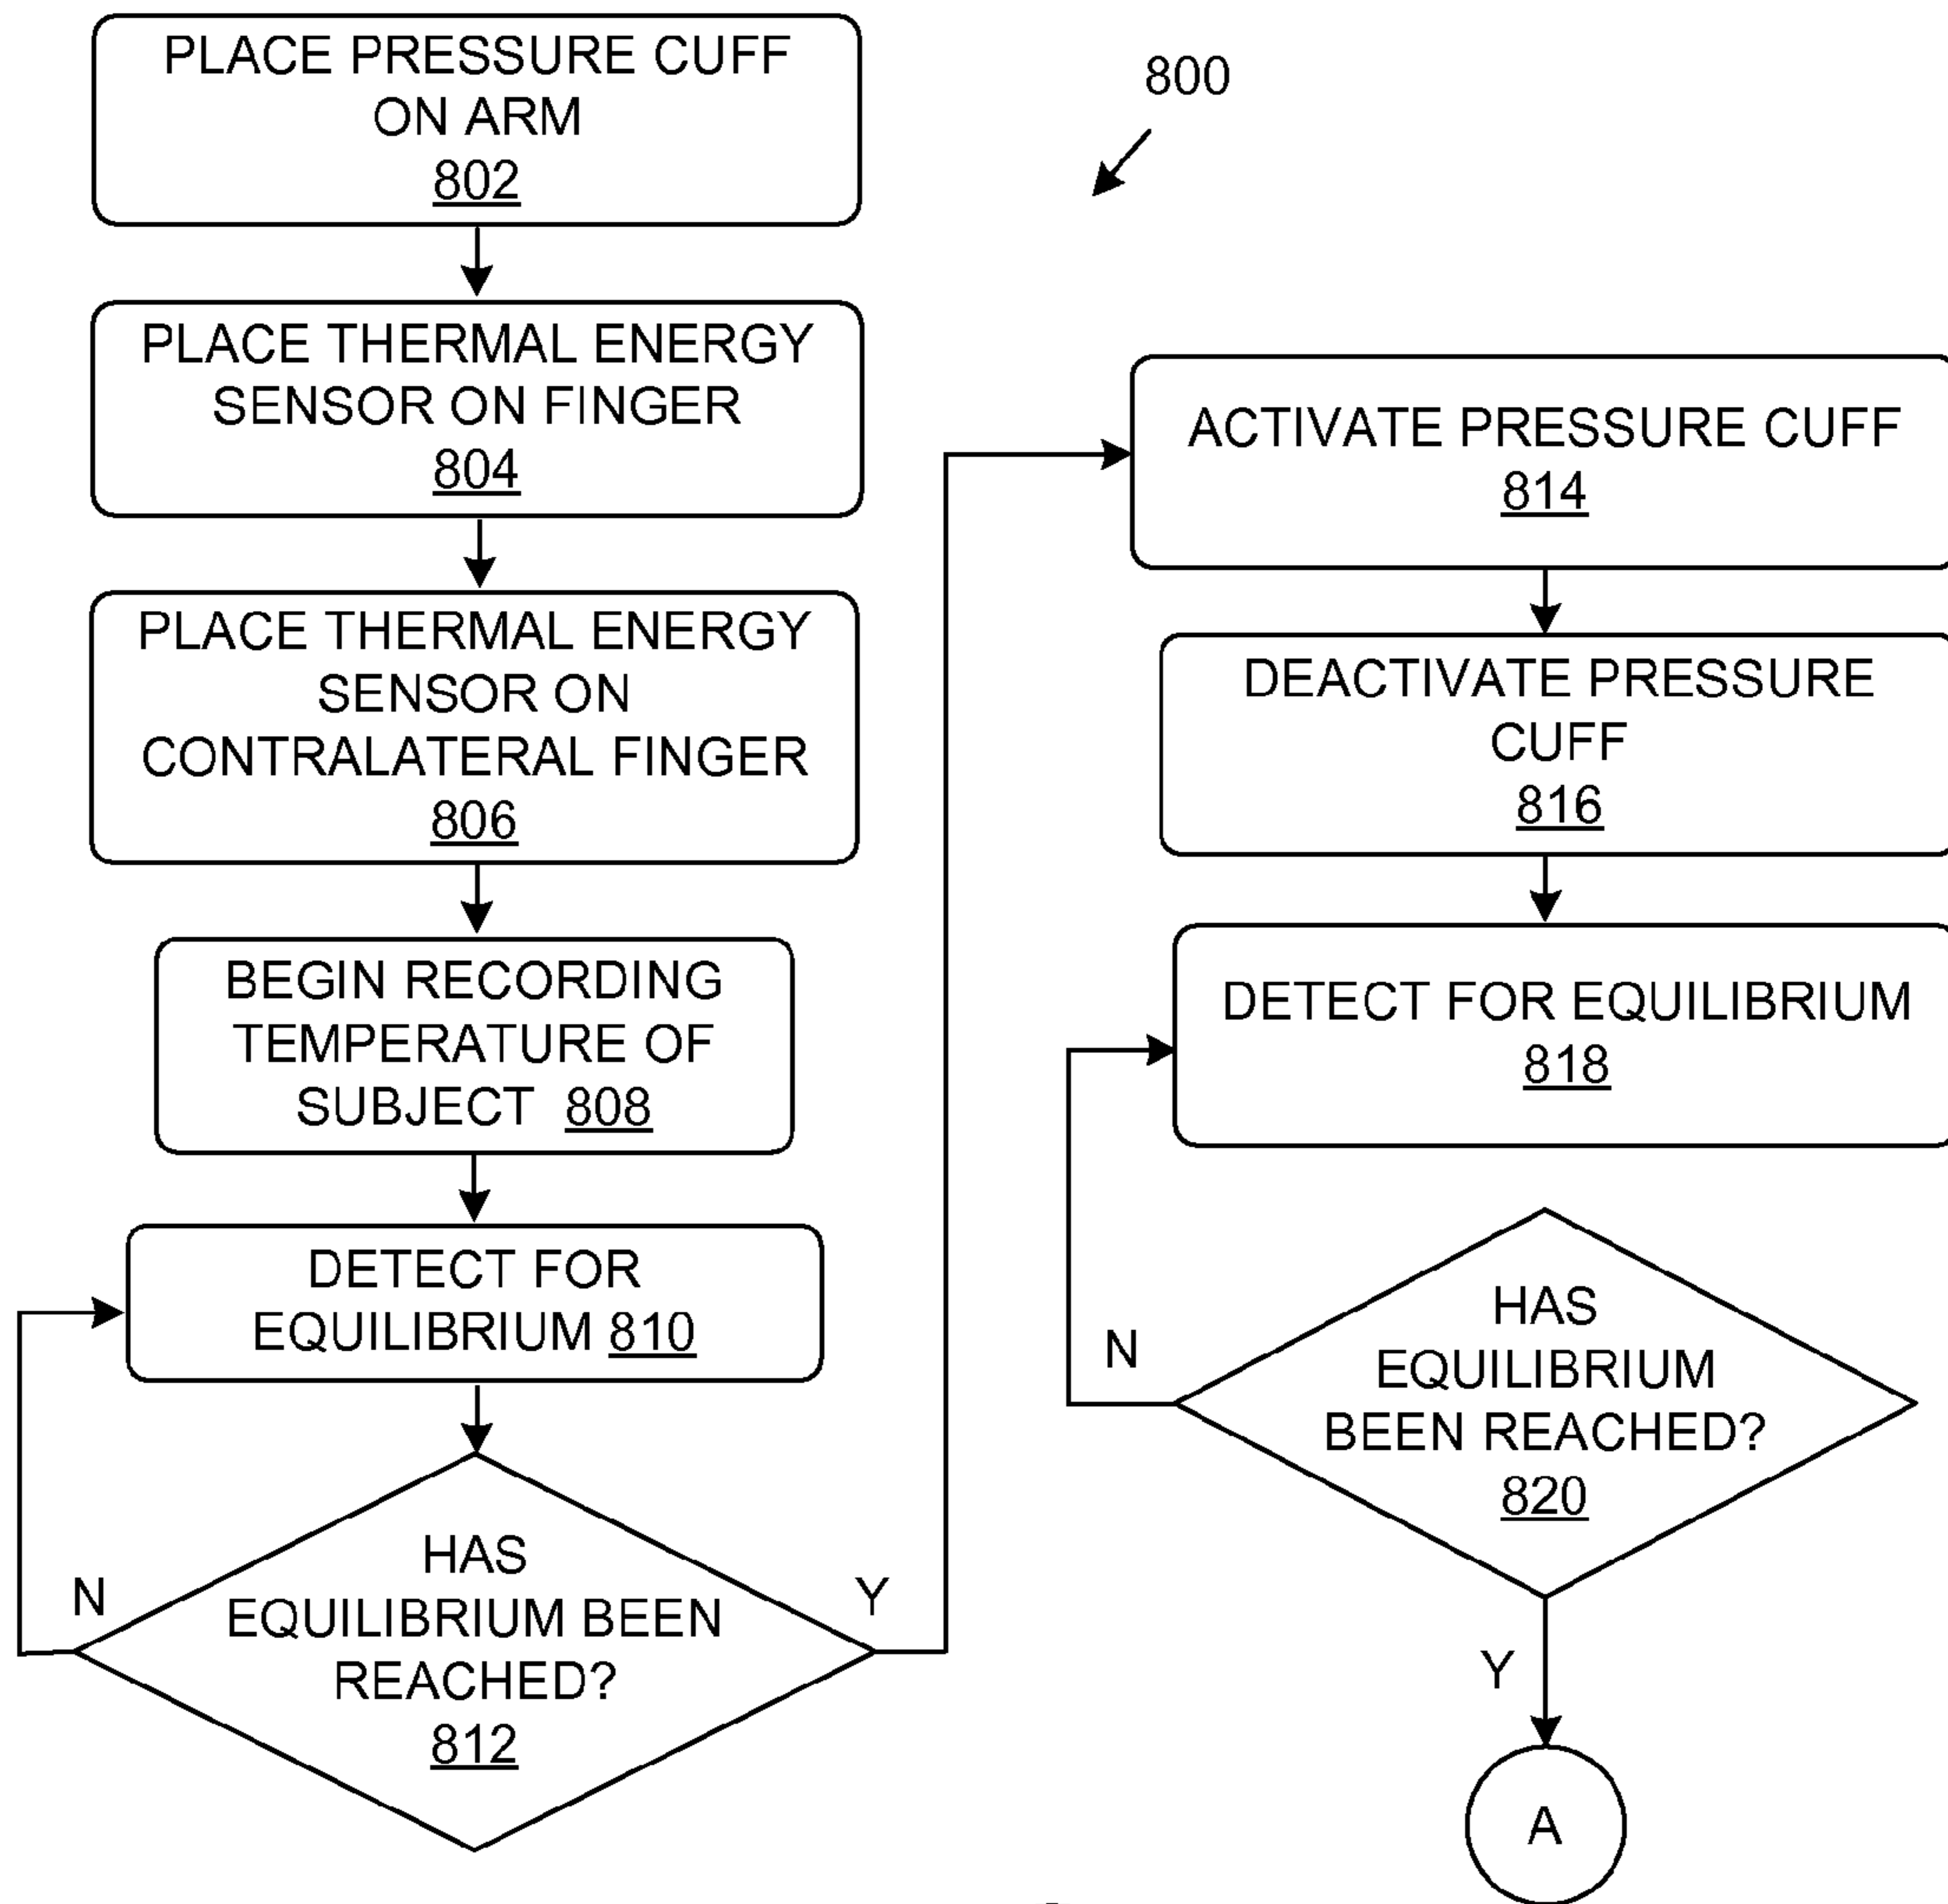 PLACE PRESSURE CUFF
ON ARM
802
800
PLACE THERMAL ENERGY
SENSOR ON FINGER
804
PLACE THERMAL ENERGY
SENSOR ON
CONTRALATERAL FINGER
806
BEGIN RECORDING
TEMPERATURE OF
SUBJECT 808
DETECT FOR
EQUILIBRIUM 810
HAS
EQUILIBRIUM BEEN
REACHED?
812
N
Y
ACTIVATE PRESSURE CUFF
814
DEACTIVATE PRESSURE
CUFF
816
DETECT FOR EQUILIBRIUM
818
HAS
EQUILIBRIUM
BEEN REACHED?
820
N
Y
A